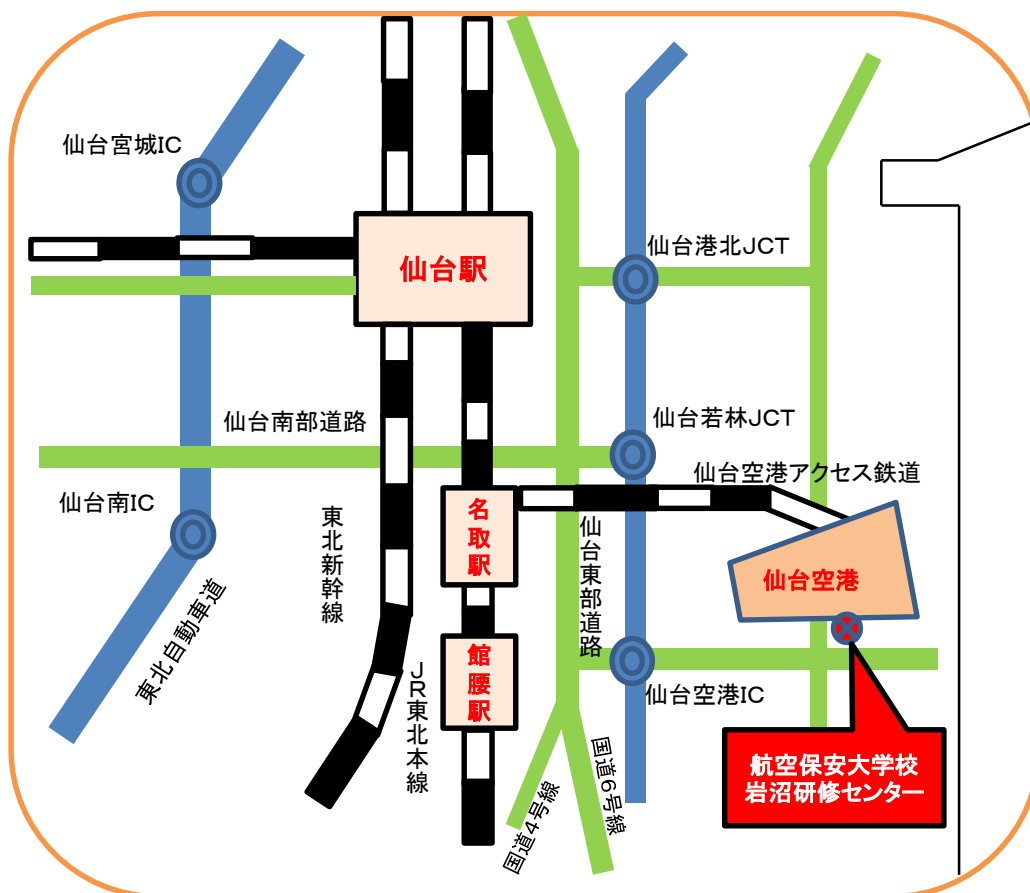 仙台宮城IC
仙台駅
仙台港北JCT
仙台南部道路
仙台若林JCT
仙台空港アクセス鉄道
仙台南IC
東北新幹線
名取駅
仙台東部道路
仙台空港
東北自動車道
館腰駅
JR東北本線
仙台空港IC
国道4号線
国道6号線
航空保安大学校
岩沼研修センター